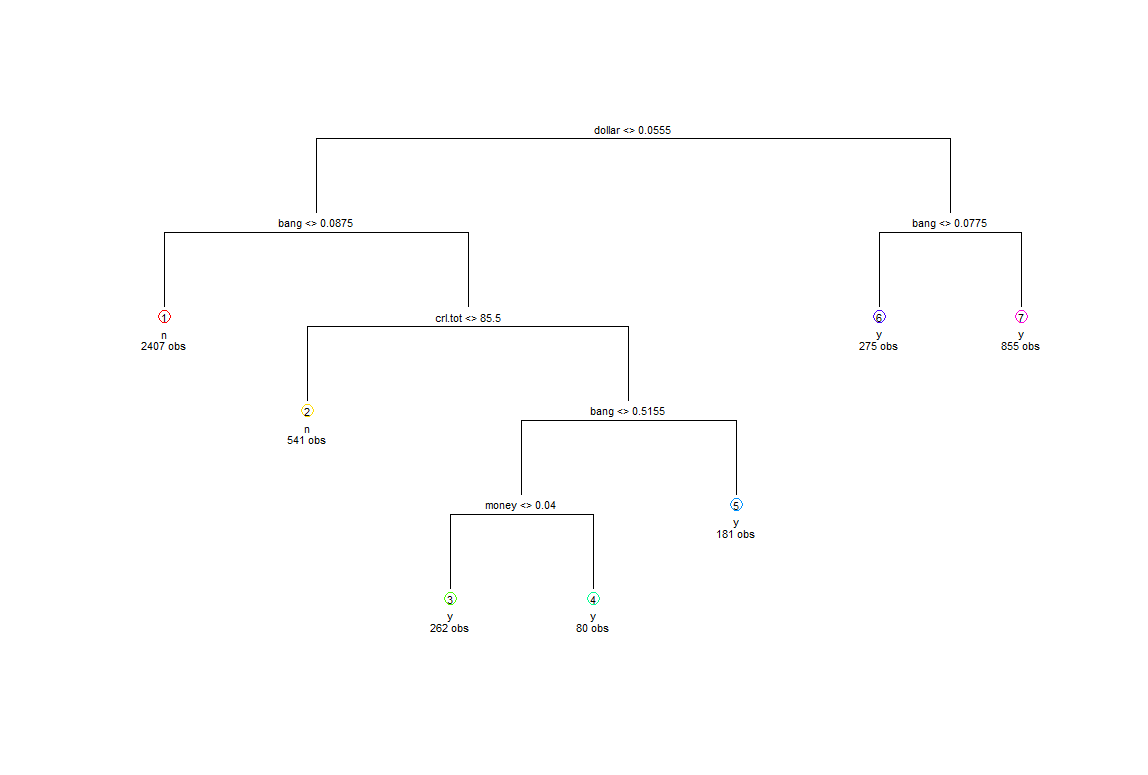 dollar <> 0.0555
bang <> 0.0875
bang <> 0.0775
1
n
2407 obs
crl.tot <> 85.5
6
y
275 obs
7
y
855 obs
2
n
541 obs
bang <> 0.5155
money <> 0.04
5
y
181 obs
3
y
262 obs
4
y
80 obs